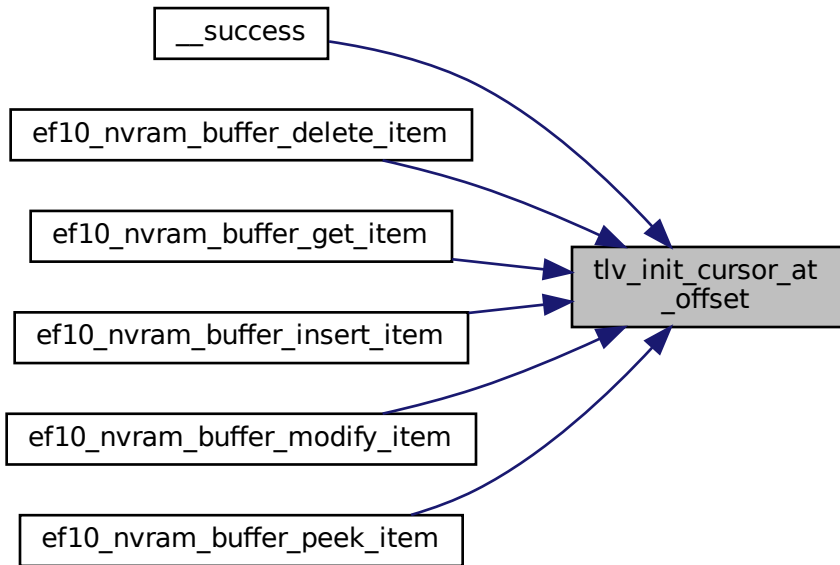 __success
ef10_nvram_buffer_delete_item
ef10_nvram_buffer_get_item
tlv_init_cursor_at
_offset
ef10_nvram_buffer_insert_item
ef10_nvram_buffer_modify_item
ef10_nvram_buffer_peek_item